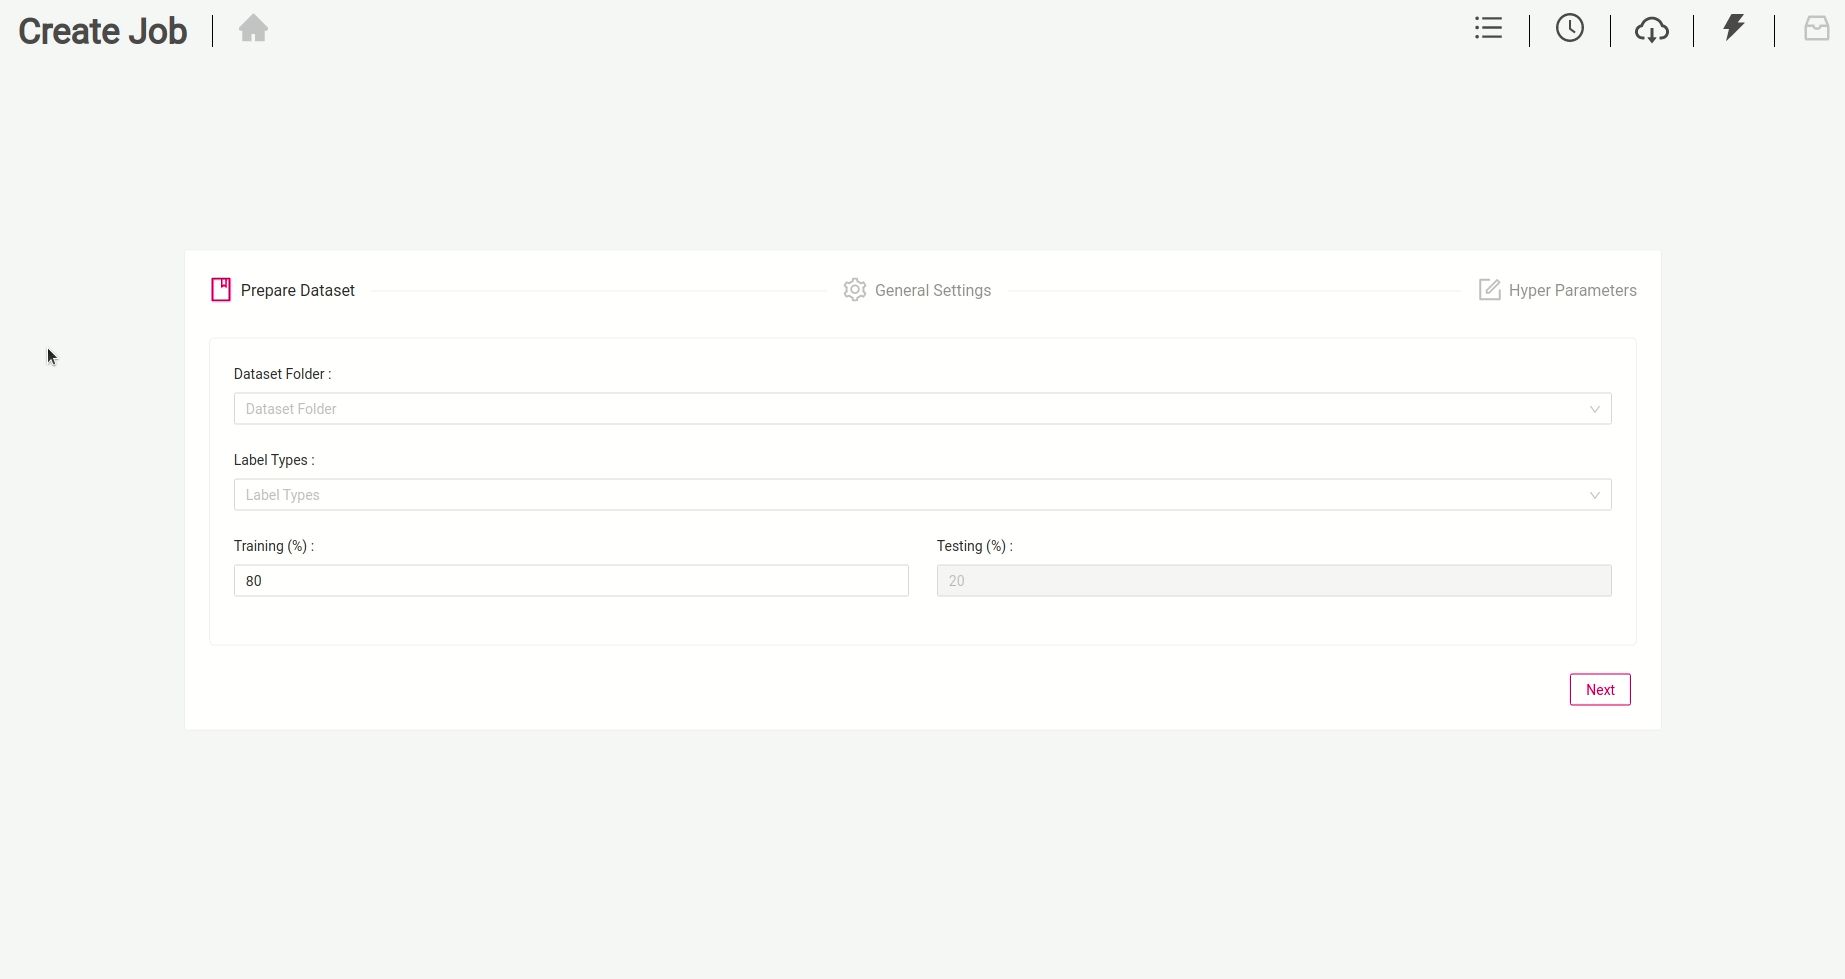 Create Job
Prepare Dataset
General Settings
Hyper Parameters
Dataset Folder :
Dataset Folder
Label Types :
Label Types
Training (%) :
Testing (%) :
80
20
Next